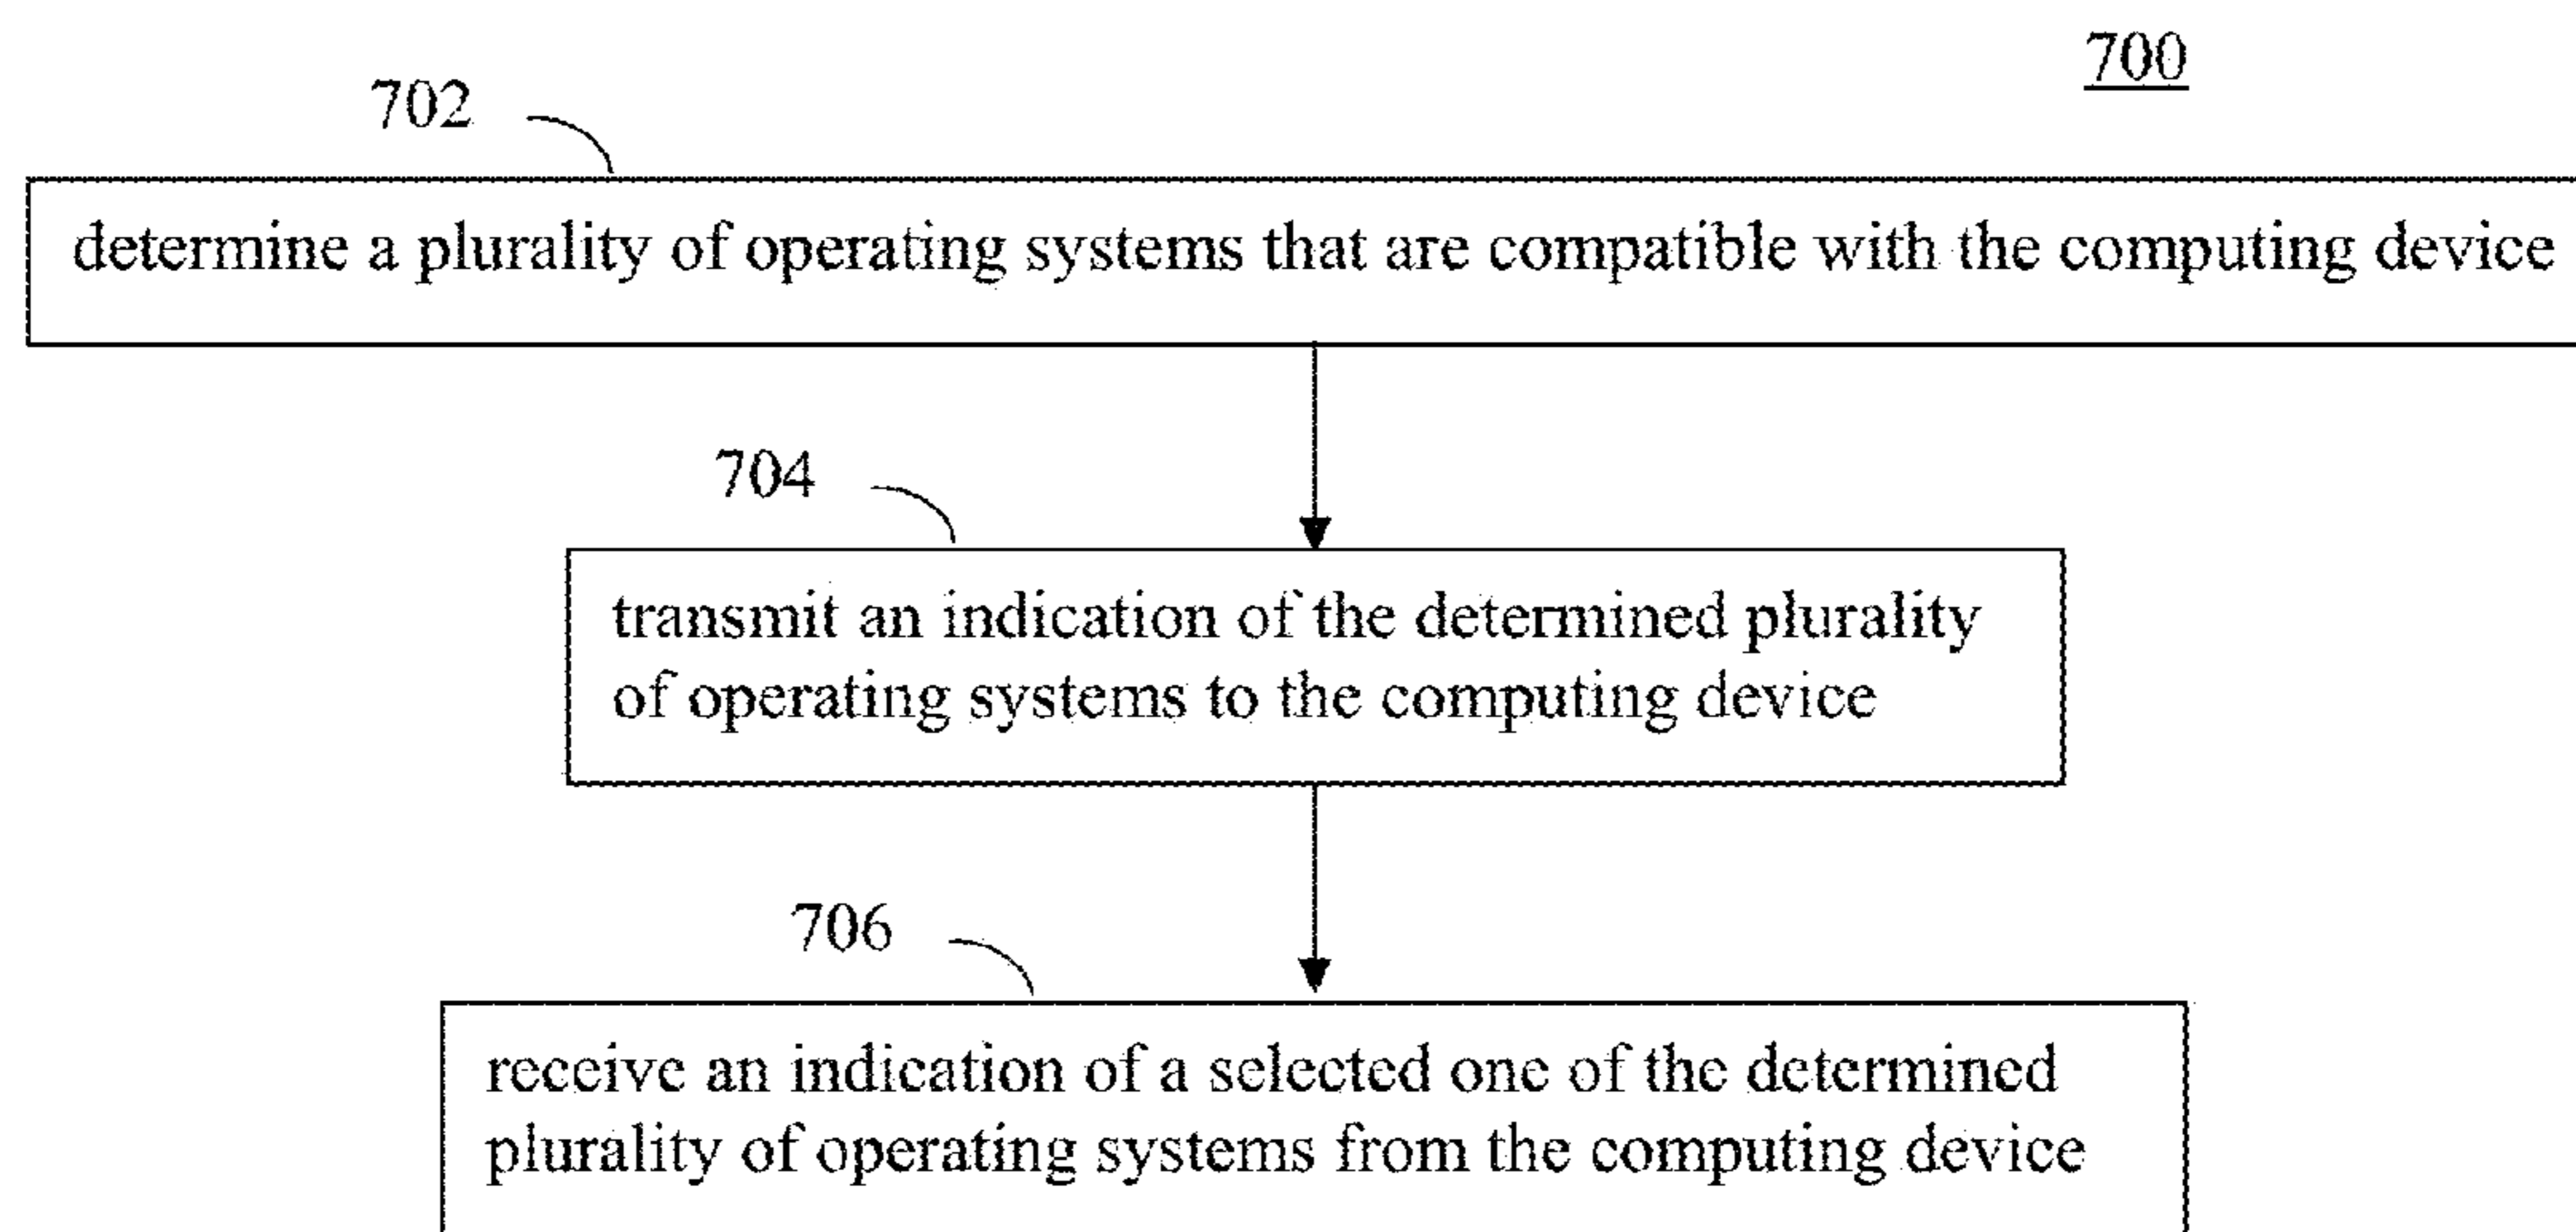 700
702
determine a plurality of operating systems that are compatible with the computing device
704
transmit an indication of the determined plurality
of operating systems to the computing device
706
receive an indication of a selected one of the determined
plurality of operating systems from the computing device